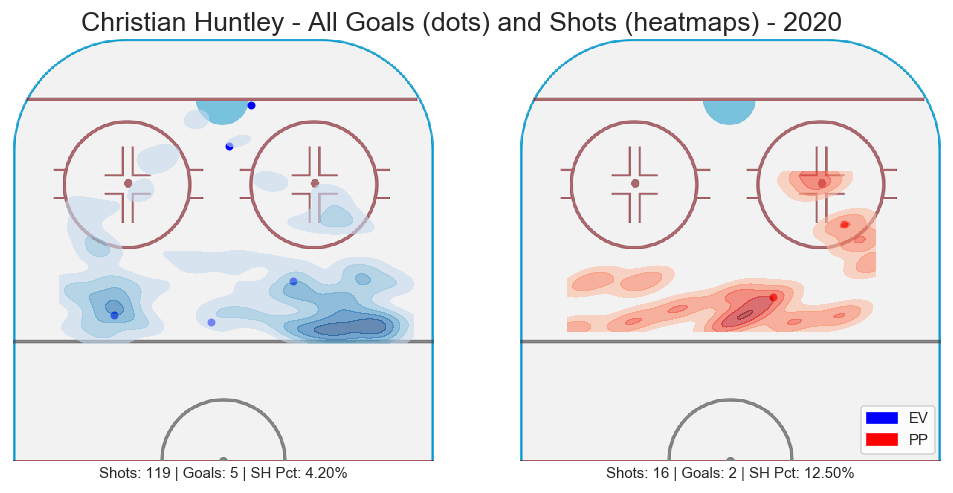 Christian Huntley - All Goals (dots) and Shots (heatmaps) - 2020
EV
PP
Shots: 119 | Goals: 5 | SH Pct: 4.20%
Shots: 16 | Goals: 2 | SH Pct: 12.50%